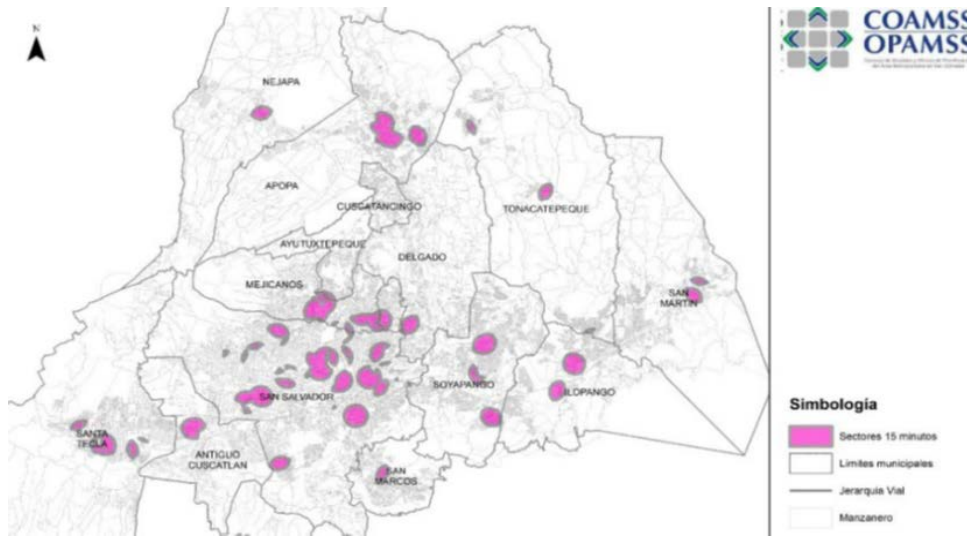 N
COAMSS
OPAMSS
NEJAPA
APOPA
CUSCATANCINGO
TONACATEPEQUE
AYUTUXTEPEQUE
DELGADO
MEJICANOS
SAN
MARTIN
SOYAPANGO
ILOPANGO
SAN SALVADOR
SANTA
TECLA
ANTIGUO
CUSCATLAN
SAN
MARCOS
Simbología
Sectores 15 minutos
Límites municipales
Jerarquia Vial
Manzanero